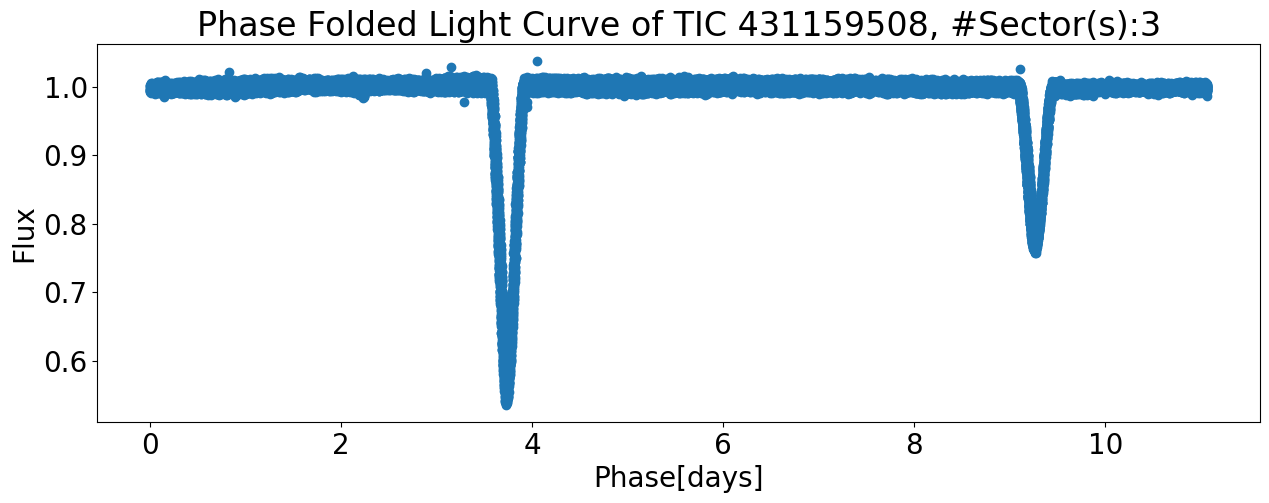 Phase Folded Light Curve of TIC 431159508, #Sector(s):3
1.0
0.9
0.8
0.7
0.6
Flux
0 2 4 6 8 10
Phase[days]